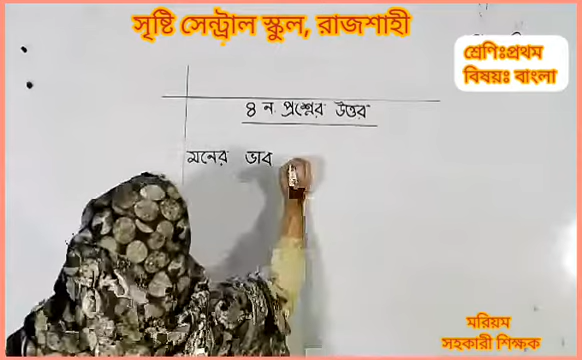 সৃষ্টি সেন্ট্রাল স্কুল, রাজশাহী
শ্রেণিঃপ্রথম
বিষয়ঃ বাংলা
৪ ন. প্রশ্নের উত্তর
মনের ভাব
মরিয়ম
সহকারী শিক্ষক